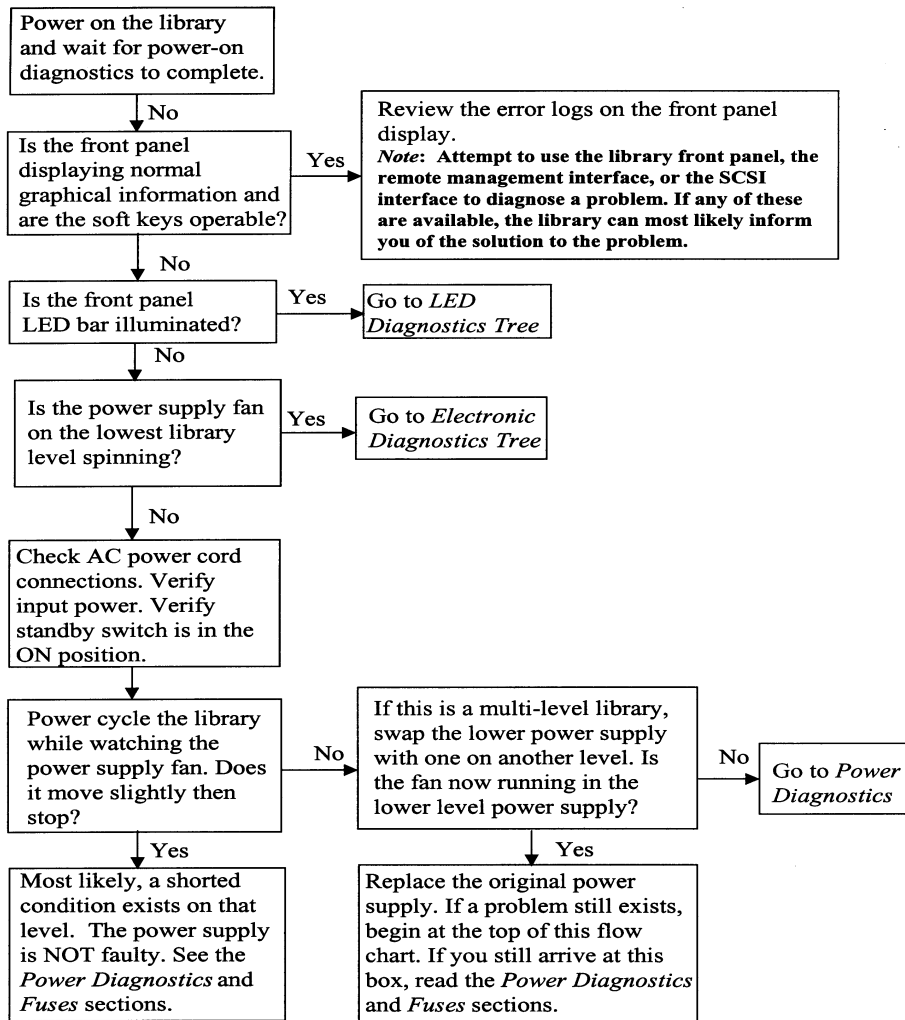 Power on the library
and wait for power-on
diagnostics to complete.
No
Is the front panel
displaying normal
graphical information and
are the soft keys operable?
Yes
Review the error logs on the front panel
display.
Note: Attempt to use the library front panel, the
remote management interface, or the SCSI
interface to diagnose a problem. If any of these
are available, the library can most likely inform
you of the solution to the problem.
No
Is the front panel
LED bar illuminated?
Yes
Go to LED
Diagnostics Tree
No
Is the power supply fan
on the lowest library
level spinning?
Yes
Go to Electronic
Diagnostics Tree
No
Check AC power cord
connections. Verify
input power. Verify
standby switch is in the
ON position.
Power cycle the library
while watching the
power supply fan. Does
it move slightly then
stop?
No
If this is a multi-level library,
swap the lower power supply
with one on another level. Is
the fan now running in the
lower level power supply?
No
Go to Power
Diagnostics
Yes
Most likely, a shorted
condition exists on that
level. The power supply
is NOT faulty. See the
Power Diagnostics and
Fuses sections.
Yes
Replace the original power
supply. If a problem still exists,
begin at the top of this flow
chart. If you still arrive at this
box, read the Power Diagnostics
and Fuses sections.